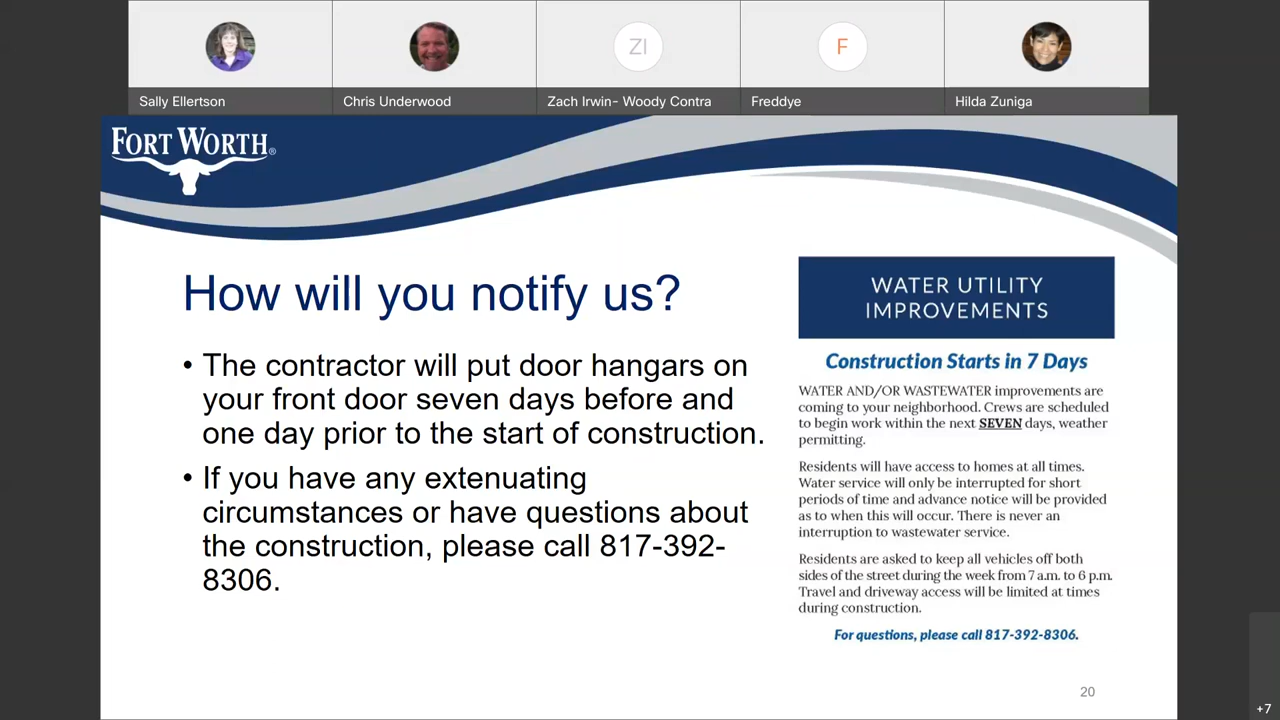 ZI
F
Sally Ellertson
Chris Underwood
Zach Irwin- Woody Contra
Freddye
Hilda Zuniga
FORT WORTH®
How will you notify us?
• The contractor will put door hangars on
your front door seven days before and
one day prior to the start of construction.
• If you have any extenuating
circumstances or have questions about
the construction, please call 817-392-
8306.
WATER UTILITY
IMPROVEMENTS
Construction Starts in 7 Days
WATER AND/OR WASTEWATER improvements are
coming to your neighborhood. Crews are scheduled
to begin work within the next SEVEN days, weather
permitting.
Residents will have access to homes at all times.
Water service will only be interrupted for short
periods of time and advance notice will be provided
as to when this will occur. There is never an
interruption to wastewater service.
Residents are asked to keep all vehicles off both
sides of the street during the week from 7 a.m. to 6 p.m.
Travel and driveway access will be limited at times
during construction.
For questions, please call 817-392-8306.
20
+7